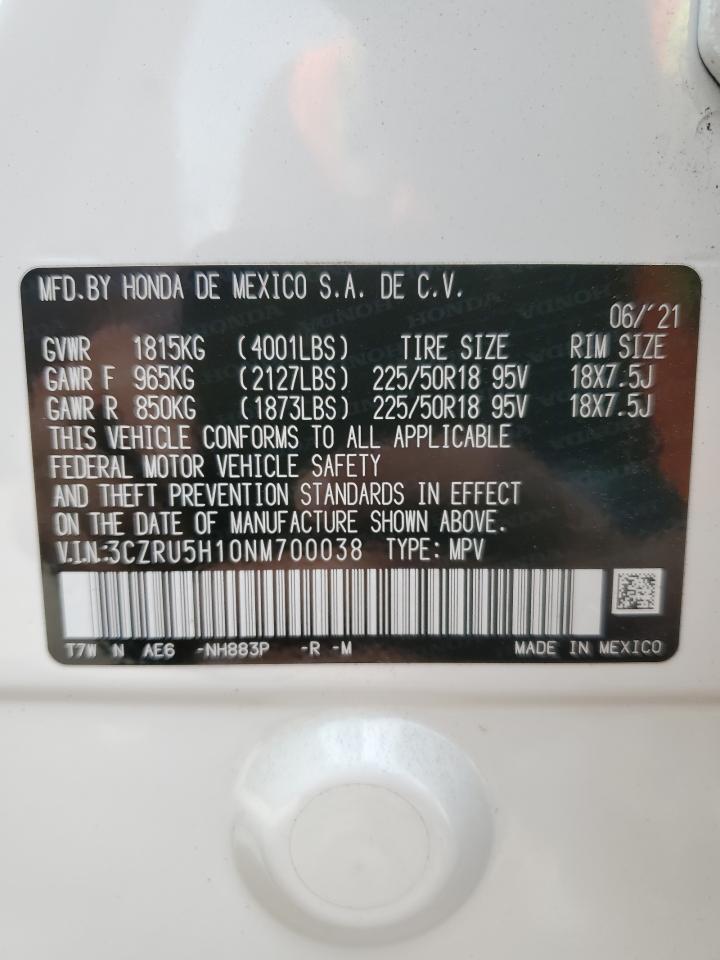 MFD.BY HONDA DE MEXICO S.A. DE C.V.
06/'21
GVWR 1815KG (4001LBS) TIRE SIZE RIM SIZE
GAWR F 965KG (2127LBS) 225/50R18 95V 18X7.5J
GAWR R 850KG (1873LBS) 225/50R18 95V 18X7.5J
THIS VEHICLE CONFORMS TO ALL APPLICABLE
FEDERAL MOTOR VEHICLE SAFETY
AND THEFT PREVENTION STANDARDS IN EFFECT
ON THE DATE OF MANUFACTURE SHOWN ABOVE.
V.I.N:3CZRU5H10NM700038 TYPE: MPV
T7W N AE6 -NH883P -R -M MADE IN MEXICO